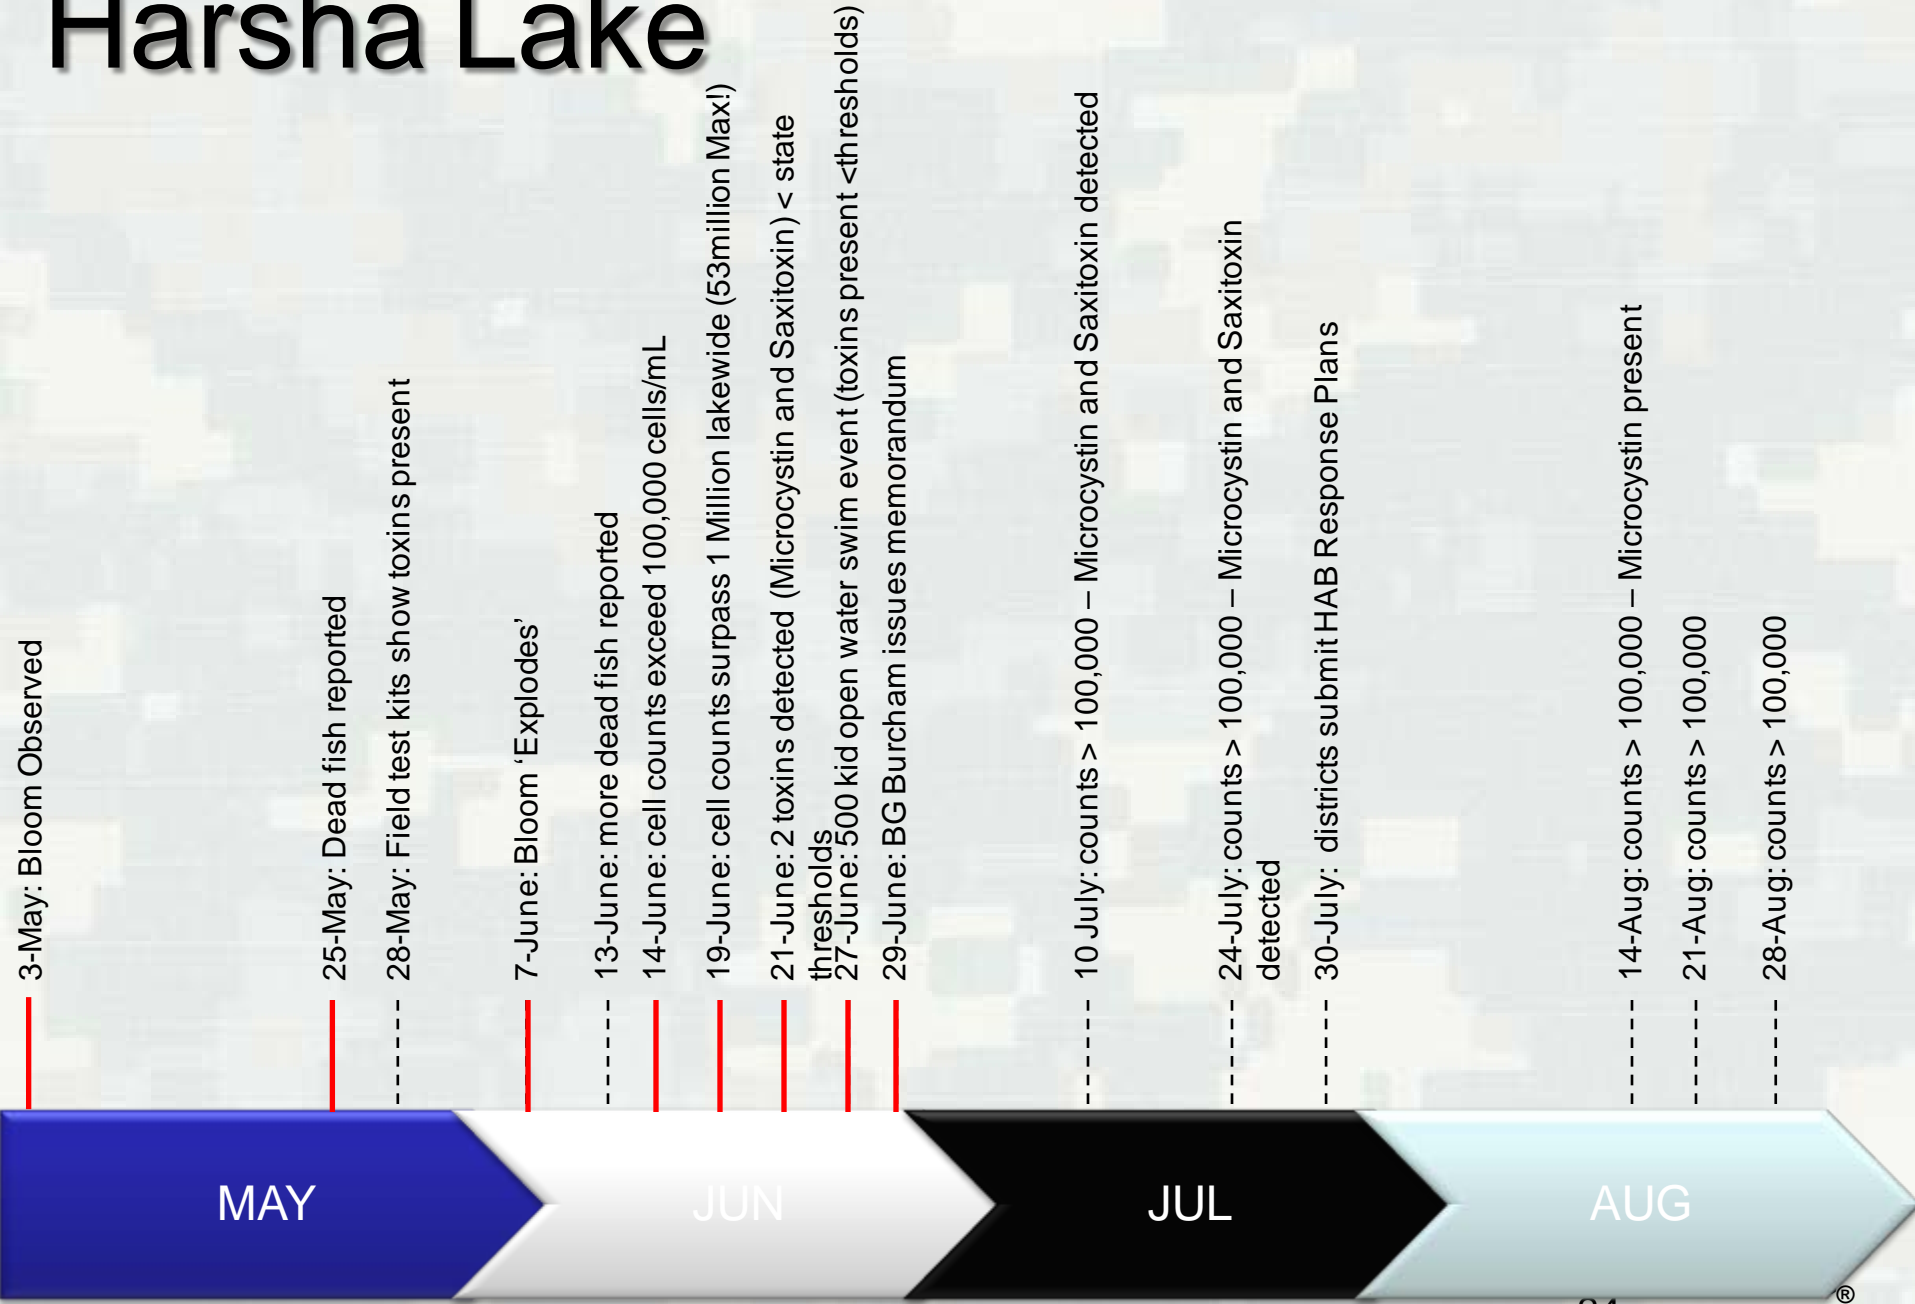 Harsha Lake
3-May: Bloom Observed
25-May: Dead fish reported
28-May: Field test kits show toxins present
7-June: Bloom ‘Explodes’
13-June: more dead fish reported
14-June: cell counts exceed 100,000 cells/mL
19-June: cell counts surpass 1 Million lakewide (53million Max!)
21-June: 2 toxins detected (Microcystin and Saxitoxin) < state
thresholds
27-June: 500 kid open water swim event (toxins present <thresholds)
29-June: BG Burcham issues memorandum
10 July: counts > 100,000 – Microcystin and Saxitoxin detected
24-July: counts > 100,000 – Microcystin and Saxitoxin
detected
30-July: districts submit HAB Response Plans
14-Aug: counts > 100,000 – Microcystin present
21-Aug: counts > 100,000
28-Aug: counts > 100,000
MAY
JUN
JUL
AUG
®